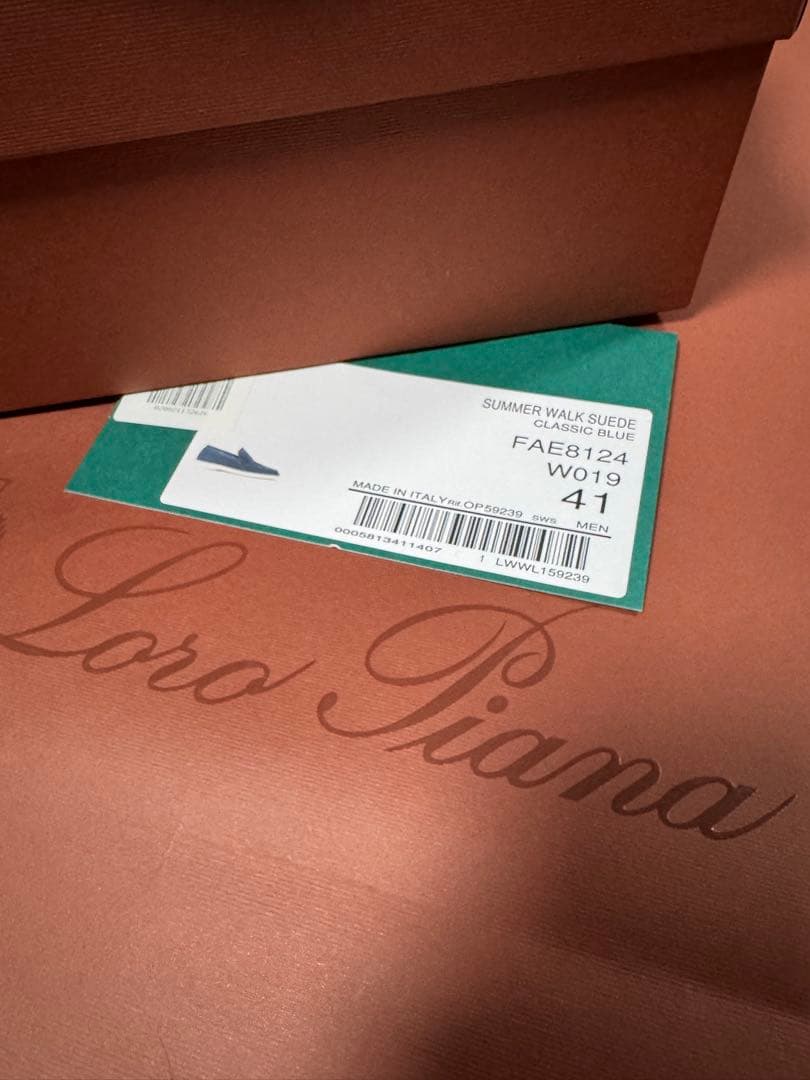 SUMMER WALK SUEDE
CLASSIC BLUE
FAE8124
W019
41
MADE IN ITALY Rif.OP59239 sws MEN
0005813411407 1 LWWL159239
Loro Piana